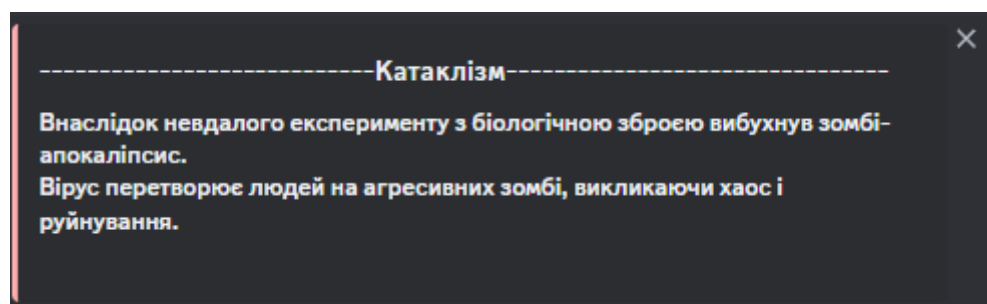 ----------------------------Катаклізм--------------------------------
Внаслідок невдалого експерименту з біологічною зброєю вибухнув зомбі-
апокаліпсис.
Вірус перетворює людей на агресивних зомбі, викликаючи хаос і
руйнування.